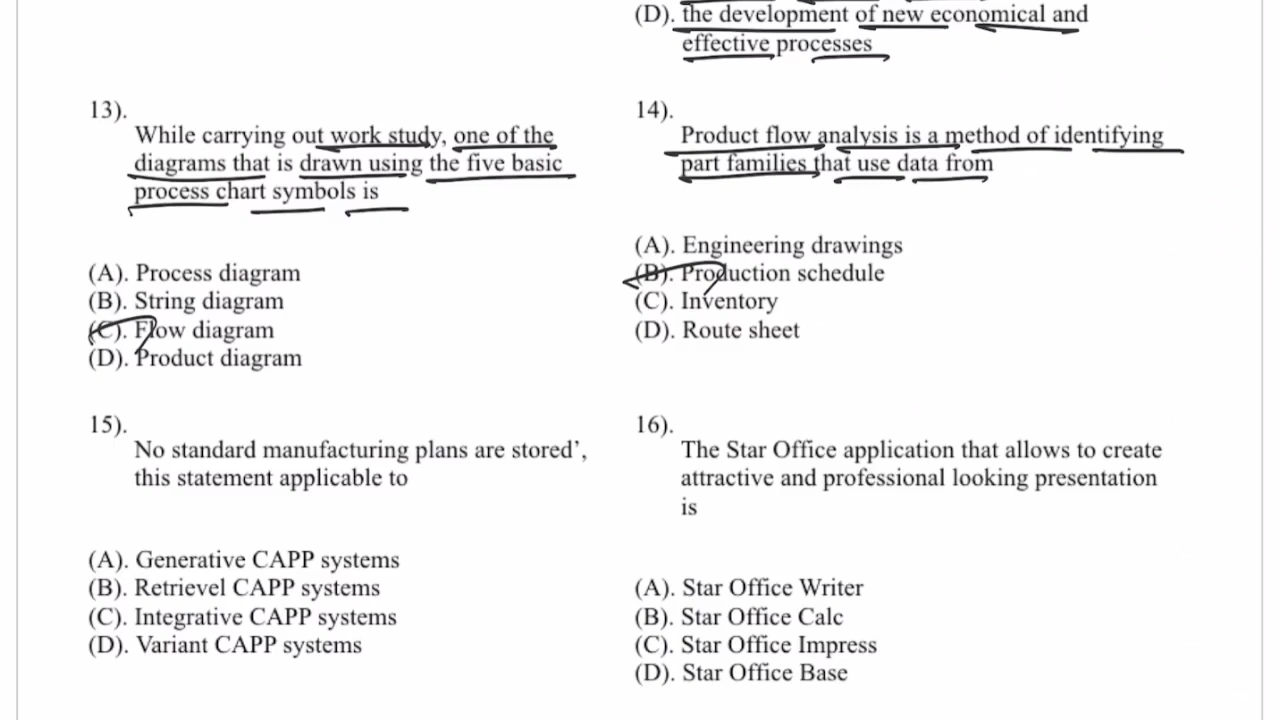 (D). the development of new economical and
effective processes
13).
While carrying out work study, one of the
diagrams that is drawn using the five basic
process chart symbols is
(A). Process diagram
(B). String diagram
(C). Flow diagram
(D). Product diagram
14).
Product flow analysis is a method of identifying
part families that use data from
(A). Engineering drawings
(B). Production schedule
(C). Inventory
(D). Route sheet
15).
No standard manufacturing plans are stored’,
this statement applicable to
(A). Generative CAPP systems
(B). Retrievel CAPP systems
(C). Integrative CAPP systems
(D). Variant CAPP systems
16).
The Star Office application that allows to create
attractive and professional looking presentation
is
(A). Star Office Writer
(B). Star Office Calc
(C). Star Office Impress
(D). Star Office Base